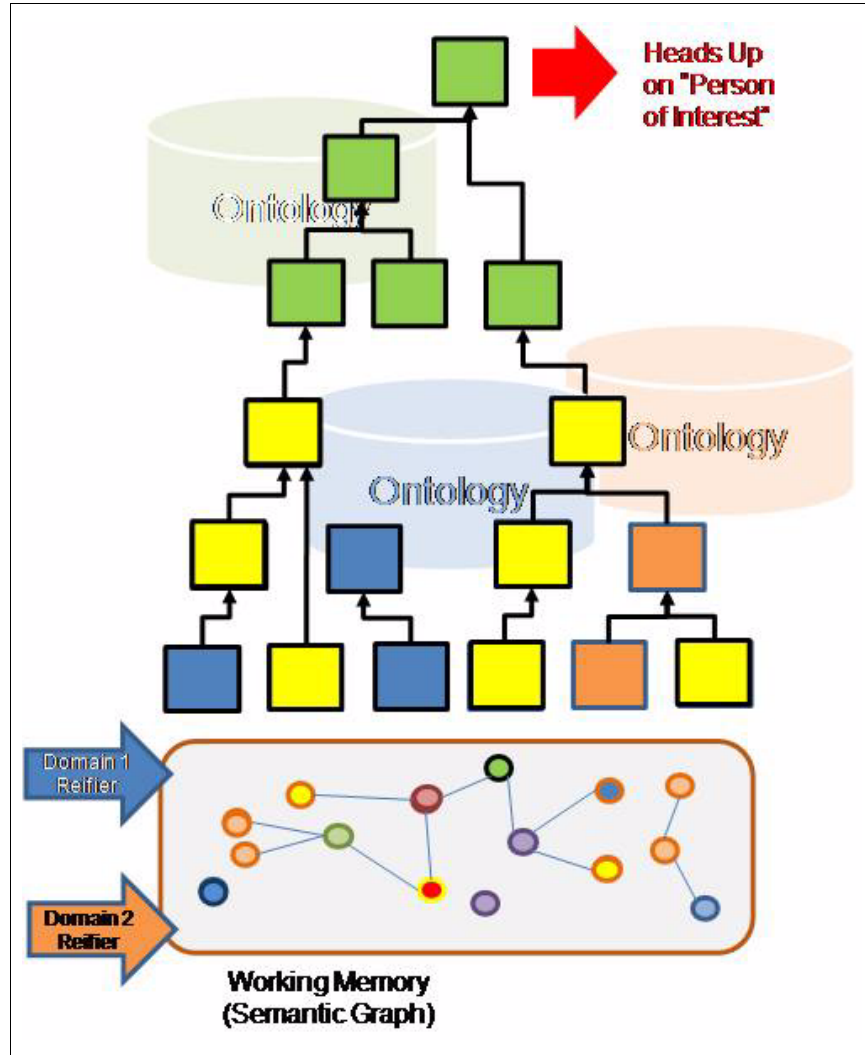 Heads Up
on "Person
of Interest"
Ontology
Ontology
Ontology
Domain 1
Reifier
Domain 2
Reifier
Working Memory
(Semantic Graph)